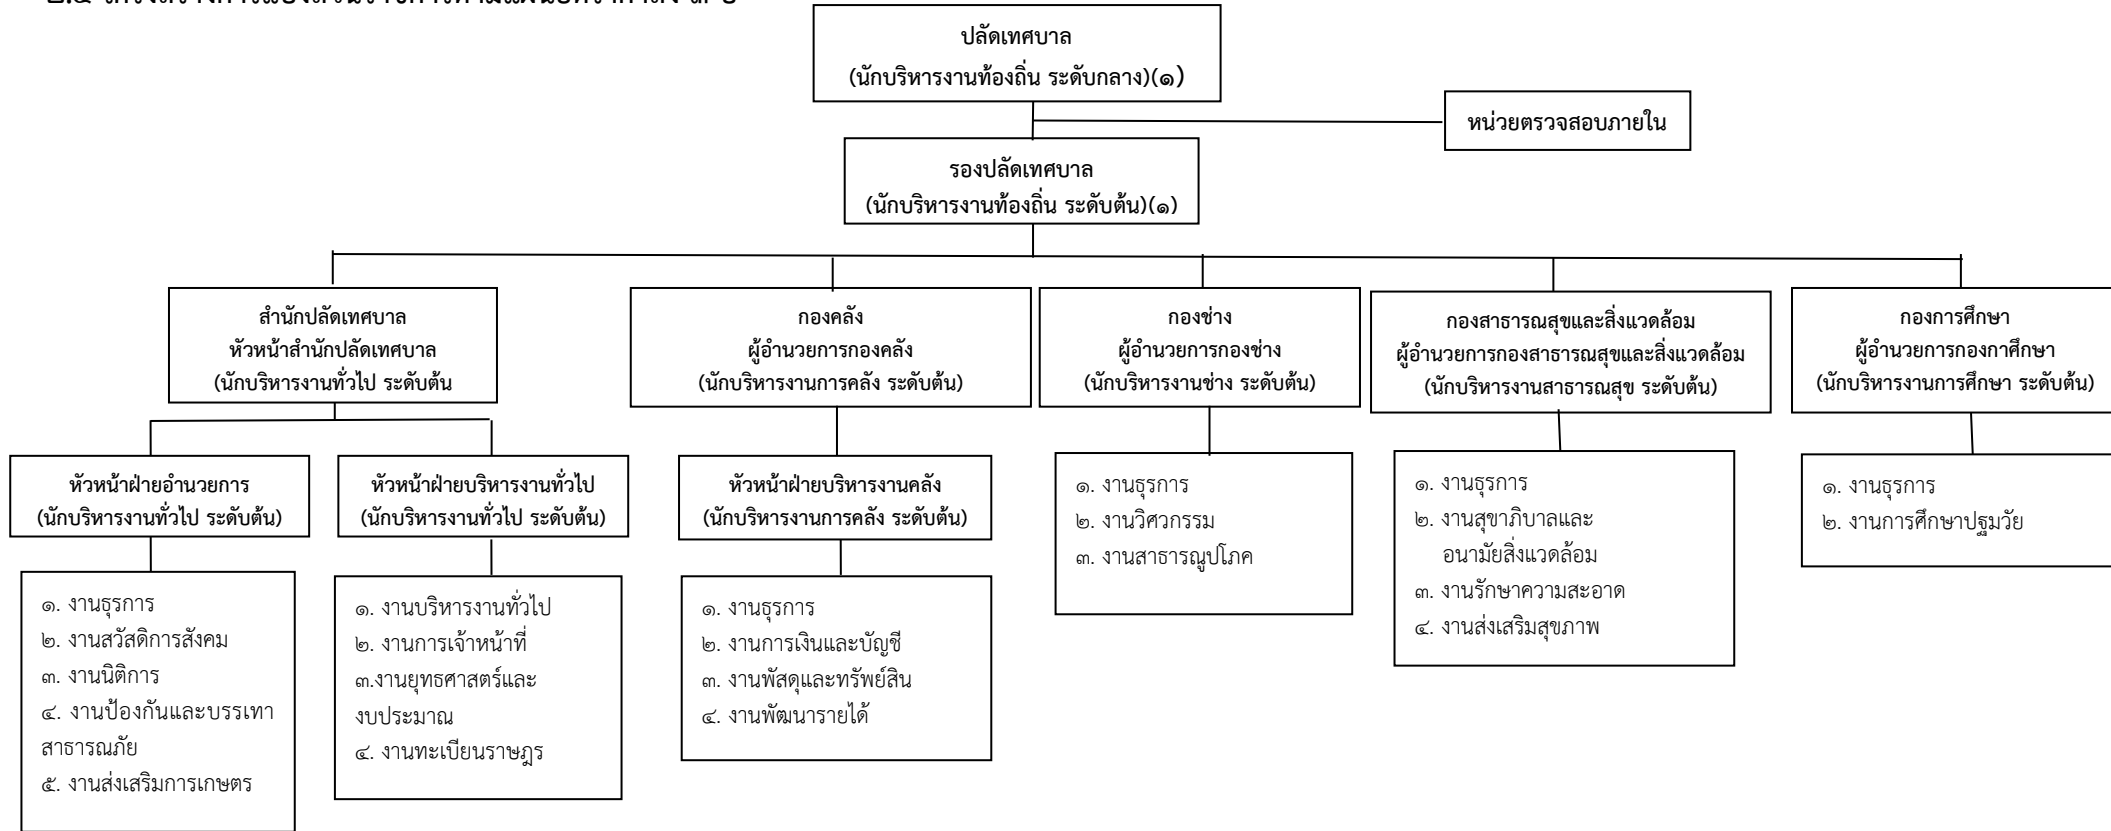 ปลัดเทศบาล
(นักบริหารงานท้องถิ่น ระดับกลาง)(๑)
หน่วยตรวจสอบภายใน
รองปลัดเทศบาล
(นักบริหารงานท้องถิ่น ระดับต้น)(๑)
สำนักปลัดเทศบาล
หัวหน้าสำนักปลัดเทศบาล
(นักบริหารงานทั่วไป ระดับต้น
กองคลัง
ผู้อำนวยการกองคลัง
(นักบริหารงานการคลัง ระดับต้น)
กองช่าง
ผู้อำนวยการกองช่าง
(นักบริหารงานช่าง ระดับต้น)
กองสาธารณสุขและสิ่งแวดล้อม
ผู้อำนวยการกองสาธารณสุขและสิ่งแวดล้อม
(นักบริหารงานสาธารณสุข ระดับต้น)
กองการศึกษา
ผู้อำนวยการกองกาศึกษา
(นักบริหารงานการศึกษา ระดับต้น)
หัวหน้าฝ่ายอำนวยการ
(นักบริหารงานทั่วไป ระดับต้น)
หัวหน้าฝ่ายบริหารงานทั่วไป
(นักบริหารงานทั่วไป ระดับต้น)
หัวหน้าฝ่ายบริหารงานคลัง
(นักบริหารงานการคลัง ระดับต้น)
๑. งานธุรการ
๒. งานวิศวกรรม
๓. งานสาธารณูปโภค
๑. งานธุรการ
๒. งานสุขาภิบาลและ
อนามัยสิ่งแวดล้อม
๓. งานรักษาความสะอาด
๔. งานส่งเสริมสุขภาพ
๑. งานธุรการ
๒. งานการศึกษาปฐมวัย
๑. งานธุรการ
๒. งานสวัสดิการสังคม
๓. งานนิติการ
๔. งานป้องกันและบรรเทา
สาธารณภัย
๕. งานส่งเสริมการเกษตร
๑. งานบริหารงานทั่วไป
๒. งานการเจ้าหน้าที่
๓.งานยุทธศาสตร์และ
งบประมาณ
๔. งานทะเบียนราษฎร
๑. งานธุรการ
๒. งานการเงินและบัญชี
๓. งานพัสดุและทรัพย์สิน
๔. งานพัฒนารายได้